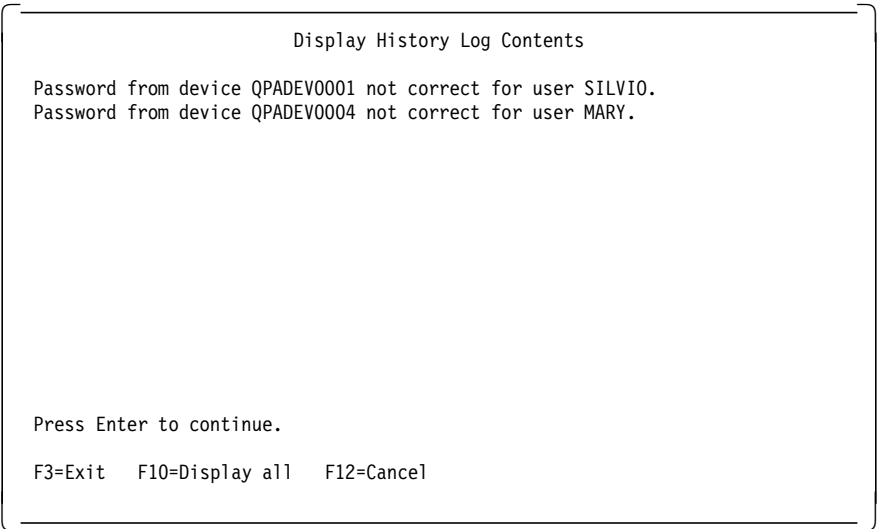 Display History Log Contents
Password from device QPADEV0001 not correct for user SILVIO.
Password from device QPADEV0004 not correct for user MARY.
Press Enter to continue.
F3=Exit F10=Display all F12=Cancel